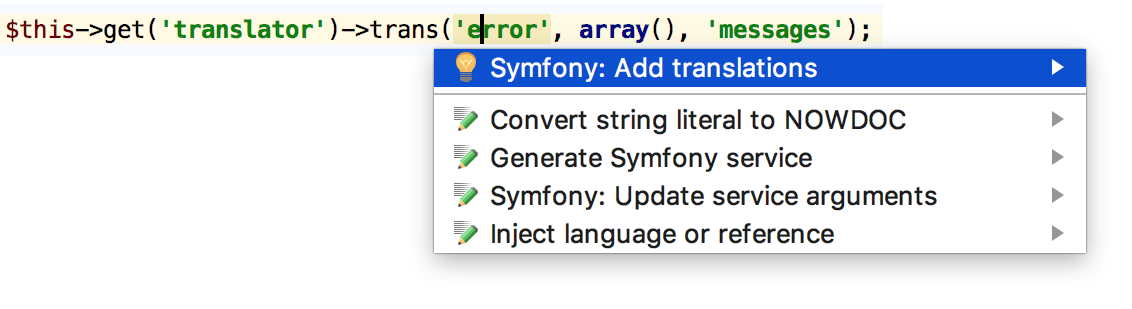 $this->get('translator')->trans('error', array(), 'messages');
Symfony: Add translations
Convert string literal to NOWDOC
Generate Symfony service
Symfony: Update service arguments
Inject language or reference